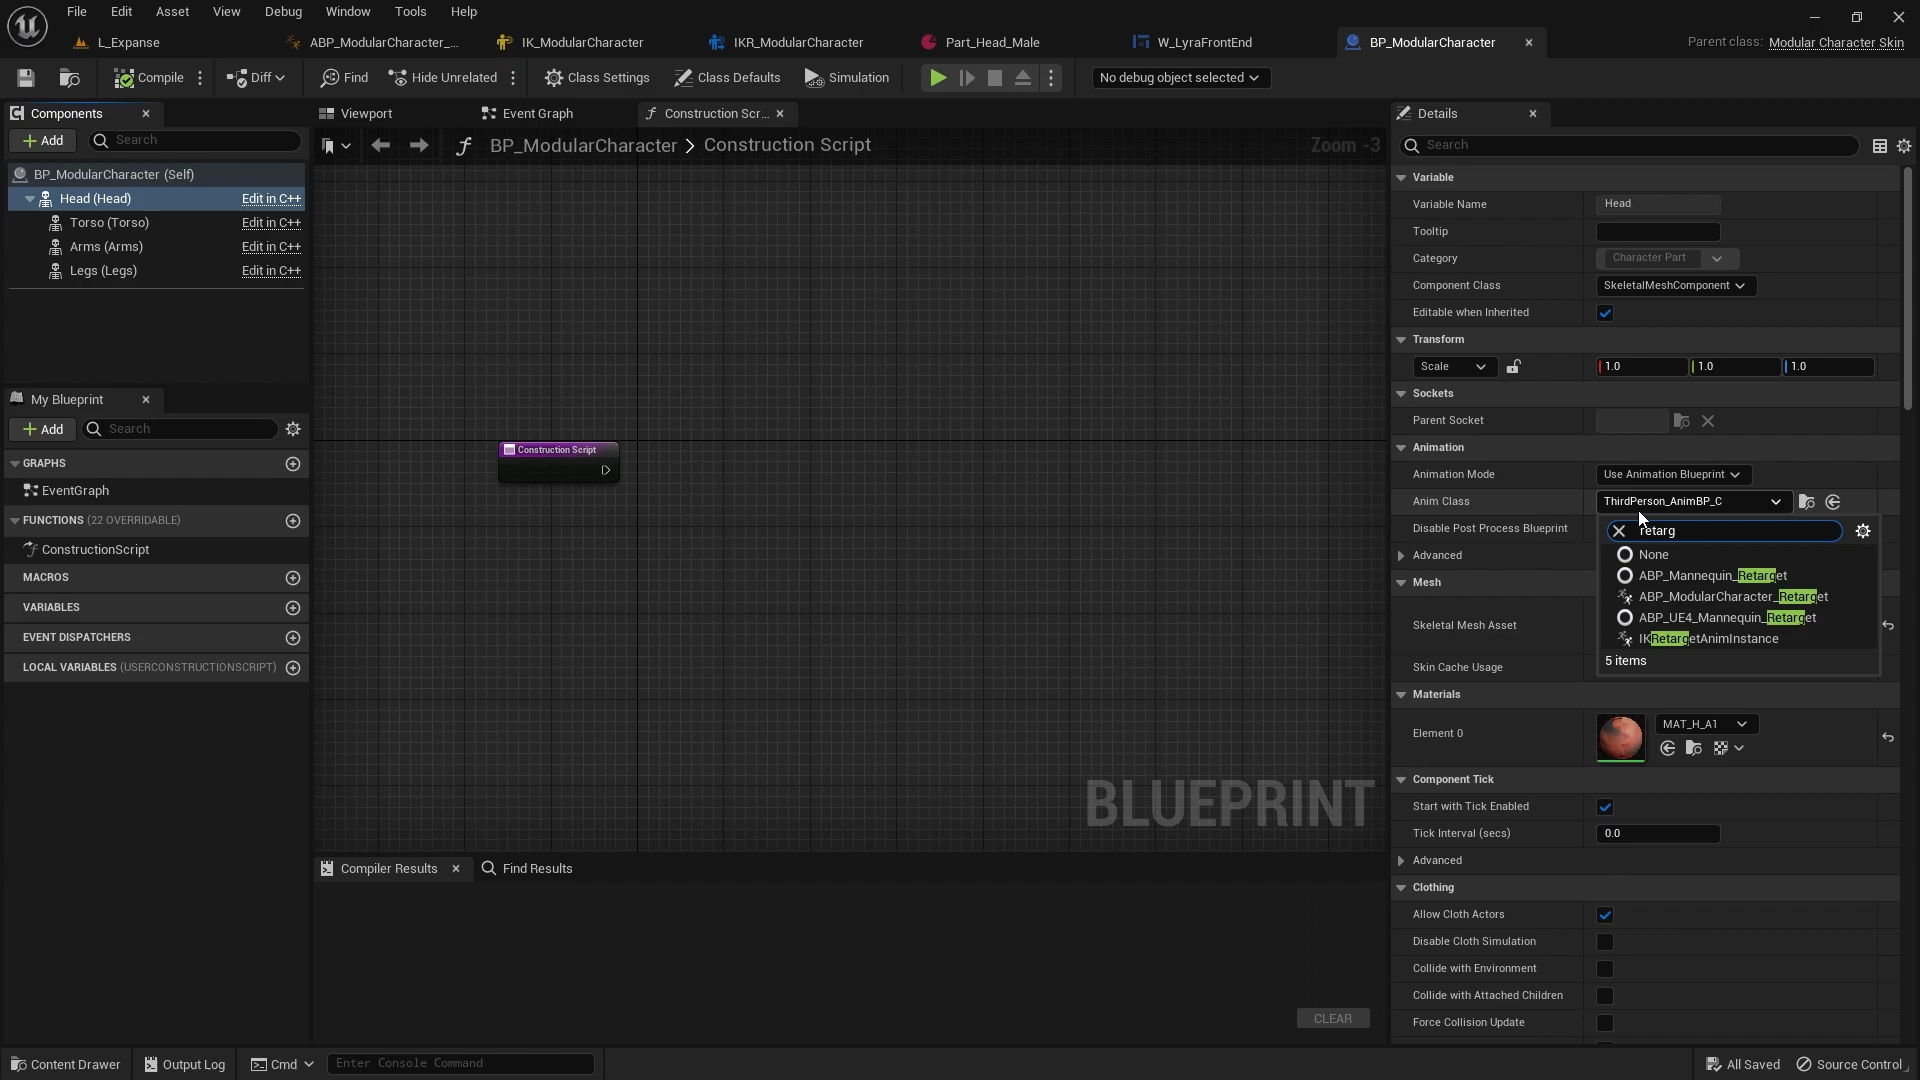 File Edit Asset View Debug Window Tools Help
L_Expanse ABP_ModularCharacter_... IK_ModularCharacter IKR_ModularCharacter Part_Head_Male W_LyraFrontEnd BP_ModularCharacter Parent class: Modular Character Skin
Compile Diff Find Hide Unrelated Class Settings Class Defaults Simulation No debug object selected
Components
Add Search
BP_ModularCharacter (Self)
Head (Head) Edit in C++
Torso (Torso) Edit in C++
Arms (Arms) Edit in C++
Legs (Legs) Edit in C++
My Blueprint
Add Search
GRAPHS
EventGraph
FUNCTIONS (22 OVERRIDABLE)
ConstructionScript
MACROS
VARIABLES
EVENT DISPATCHERS
LOCAL VARIABLES (USERCONSTRUCTIONSCRIPT)
Viewport Event Graph Construction Scr...
BP_ModularCharacter > Construction Script Zoom -3
Construction Script
BLUEPRINT
Compiler Results Find Results
CLEAR
Details
Search
Variable
Variable Name Head
Tooltip
Category Character Part
Component Class SkeletalMeshComponent
Editable when Inherited
Transform
Scale 1.0 1.0 1.0
Sockets
Parent Socket
Animation
Animation Mode Use Animation Blueprint
Anim Class ThirdPerson_AnimBP_C
Disable Post Process Blueprint
retarg
None
ABP_Mannequin_Retarget
ABP_ModularCharacter_Retarget
ABP_UE4_Mannequin_Retarget
IKRetargetAnimInstance
5 items
Advanced
Mesh
Skeletal Mesh Asset
Skin Cache Usage
Materials
Element 0 MAT_H_A1
Component Tick
Start with Tick Enabled
Tick Interval (secs) 0.0
Advanced
Clothing
Allow Cloth Actors
Disable Cloth Simulation
Collide with Environment
Collide with Attached Children
Force Collision Update
Content Drawer Output Log Cmd Enter Console Command All Saved Source Control